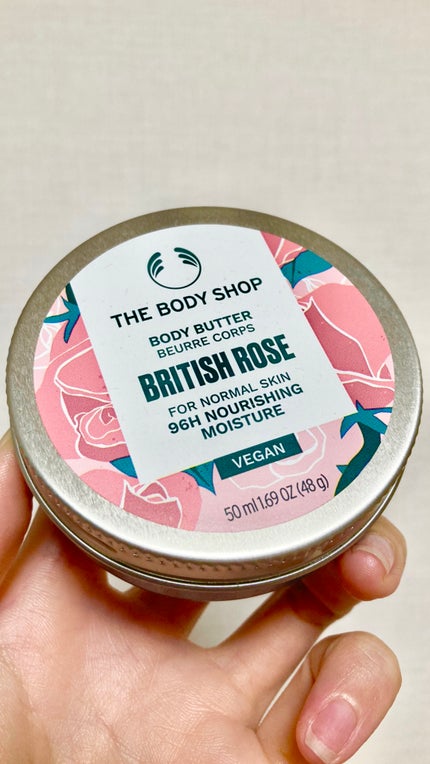 THE BODY SHOP
BODY BUTTER
BEURRE CORPS
BRITISH ROSE
FOR NORMAL SKIN
96H NOURISHING
MOISTURE
VEGAN
50 ml 1.69 OZ (48 g)